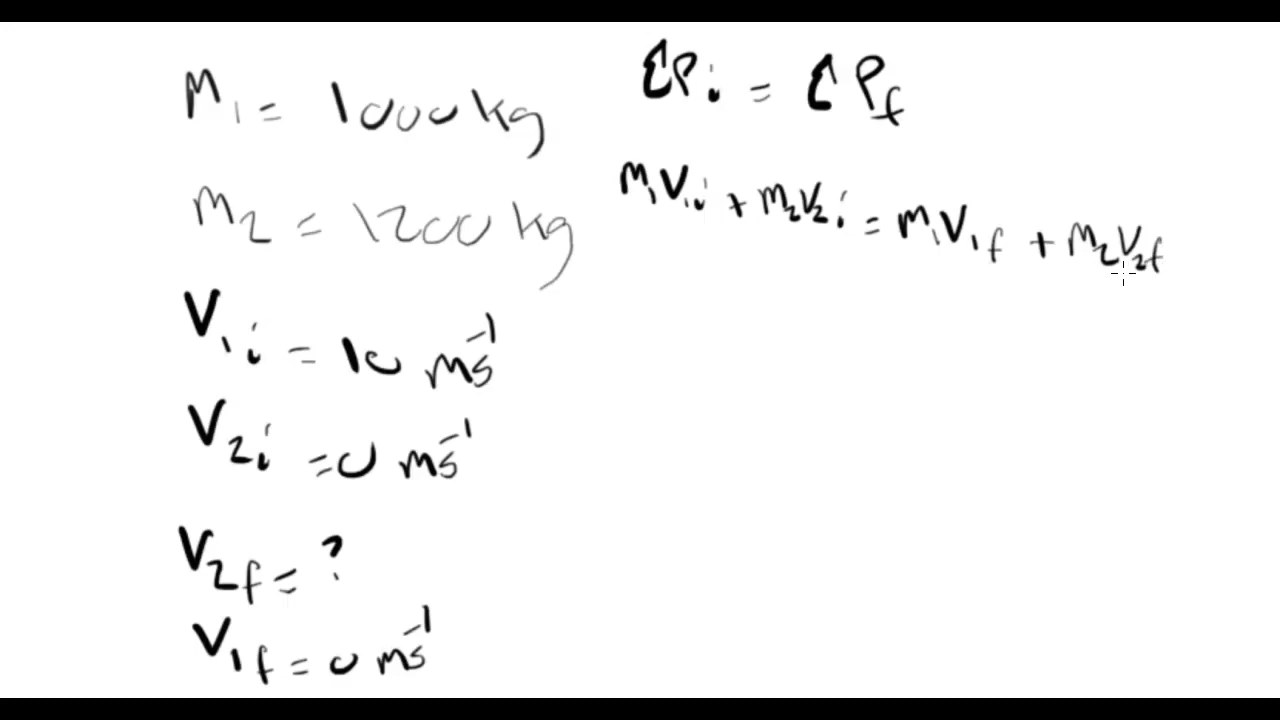 M₁ = 1000 kg
M₂ = 1200 kg
V₁i = 10 ms⁻¹
V₂i = 0 ms⁻¹
V₂f = ?
V₁f = 0 ms⁻¹
ΣPi = ΣPf
M₁V₁i + M₂V₂i = M₁V₁f + M₂V₂f